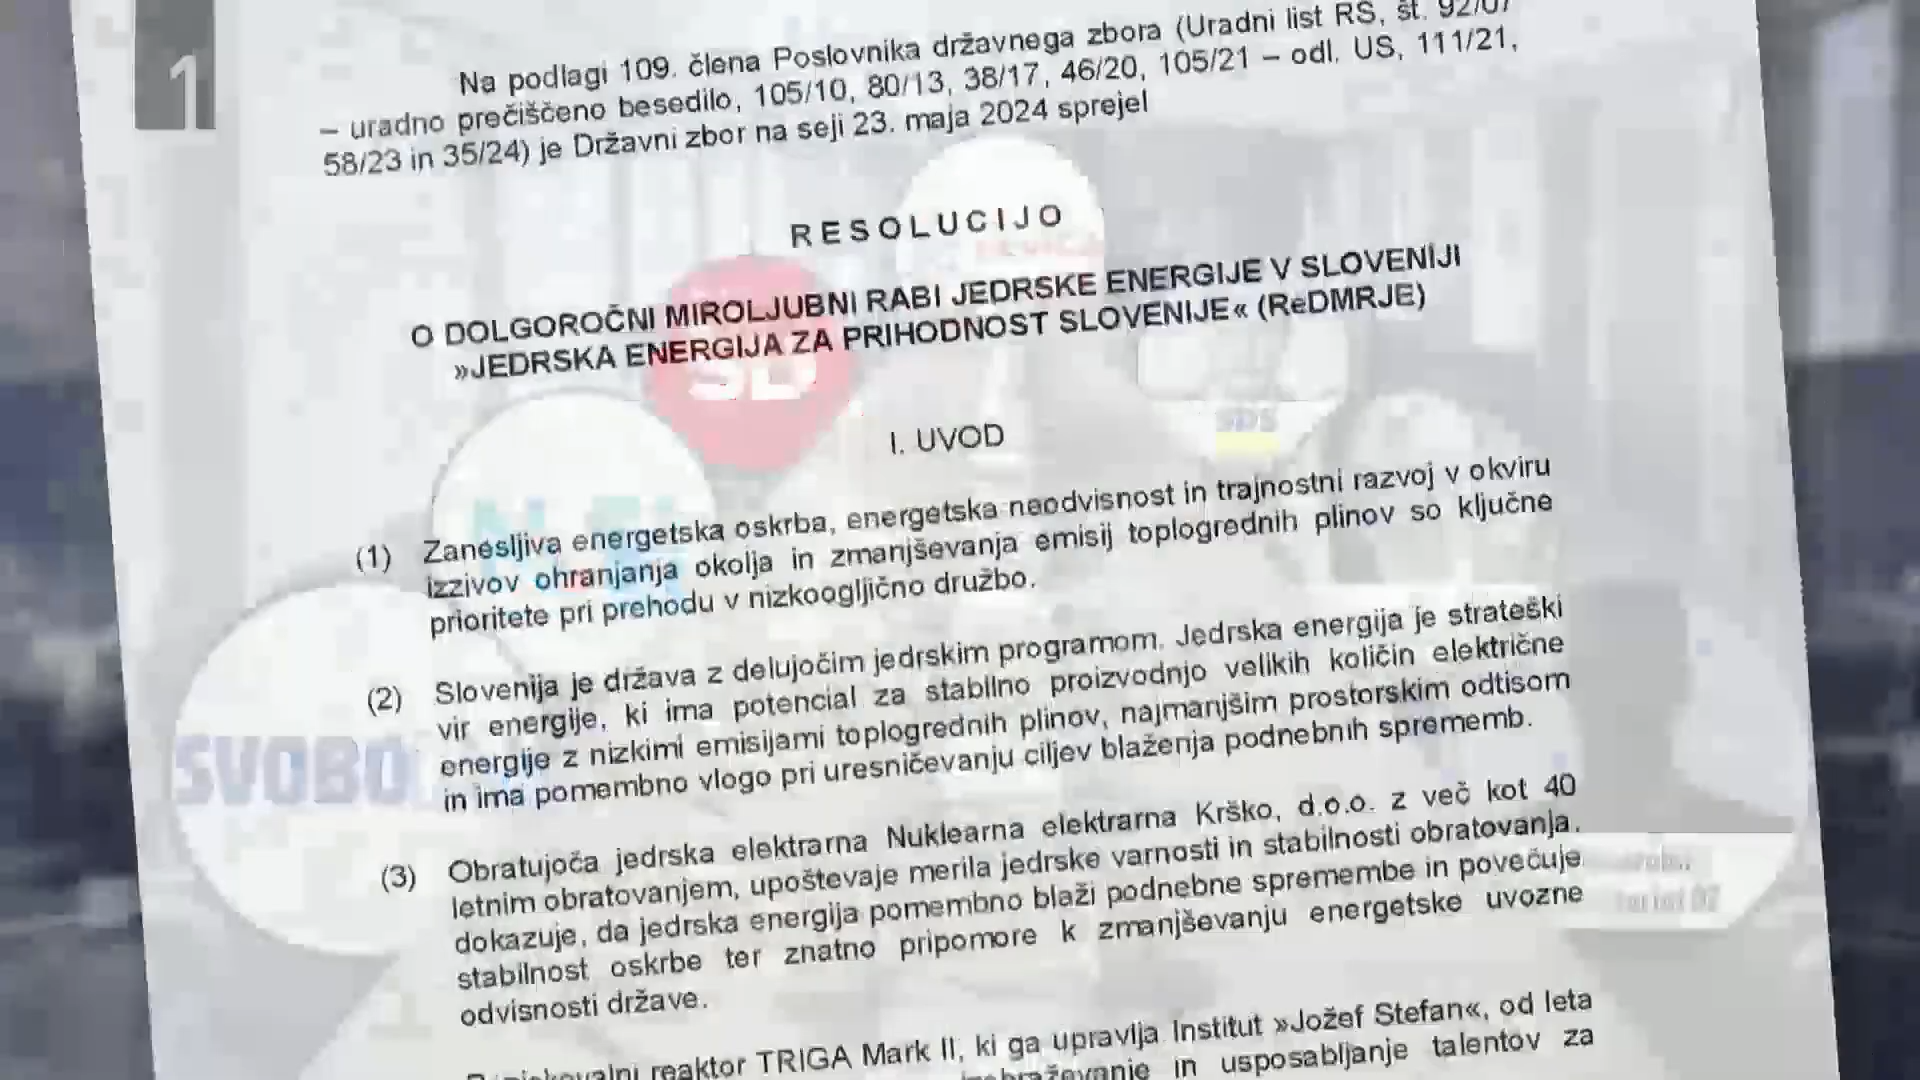 1
Na podlagi 109. člena Poslovnika državnega zbora (Uradni list RS, št. 92/07
– uradno prečiščeno besedilo, 105/10, 80/13, 38/17, 46/20, 105/21 – odl. US, 111/21,
58/23 in 35/24) je Državni zbor na seji 23. maja 2024 sprejel
RESOLUCIJO
O DOLGOROČNI MIROLJUBNI RABI JEDRSKE ENERGIJE V SLOVENIJI
»JEDRSKA ENERGIJA ZA PRIHODNOST SLOVENIJE« (ReDMRJE)
SD
SDS
I. UVOD
(1) Zanesljiva energetska oskrba, energetska neodvisnost in trajnostni razvoj v okviru
izzivov ohranjanja okolja in zmanjševanja emisij toplogrednih plinov so ključne
prioritete pri prehodu v nizkoogljično družbo.
(2) Slovenija je država z delujočim jedrskim programom. Jedrska energija je strateški
vir energije, ki ima potencial za stabilno proizvodnjo velikih količin električne
energije z nizkimi emisijami toplogrednih plinov, najmanjšim prostorskim odtisom
in ima pomembno vlogo pri uresničevanju ciljev blaženja podnebnih sprememb.
SVOBO
(3) Obratujoča jedrska elektrarna Nuklearna elektrarna Krško, d.o.o. z več kot 40
letnim obratovanjem, upoštevaje merila jedrske varnosti in stabilnosti obratovanja,
dokazuje, da jedrska energija pomembno blaži podnebne spremembe in povečuje
stabilnost oskrbe ter znatno pripomore k zmanjševanju energetske uvozne
odvisnosti države.
reaktor TRIGA Mark II, ki ga upravlja Institut »Jožef Stefan«, od leta
in usposabljanje talentov za